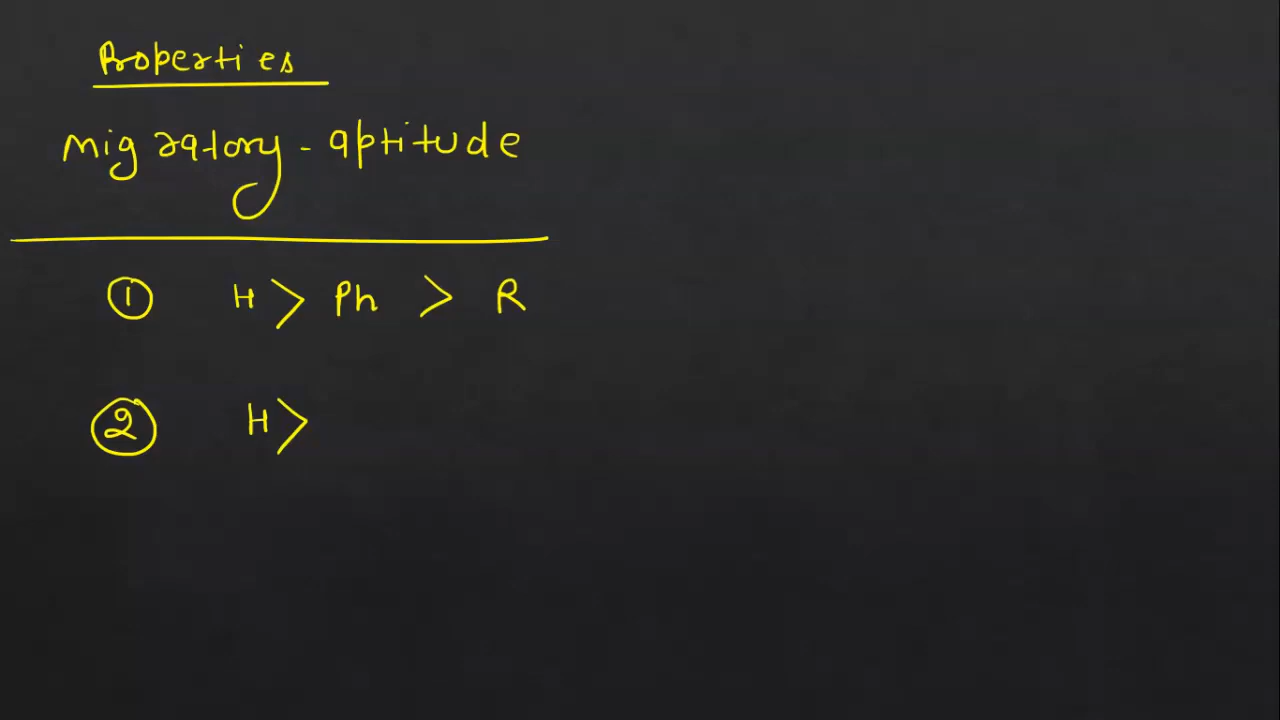 Properties
Migratory - aptitude
① H > Ph > R
② H >